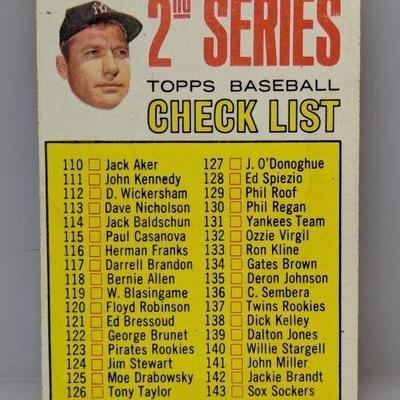 2nd SERIES
TOPPS BASEBALL
CHECK LIST
110 Jack Aker
111 John Kennedy
112 D. Wickersham
113 Dave Nicholson
114 Jack Baldschun
115 Paul Casanova
116 Herman Franks
117 Darrell Brandon
118 Bernie Allen
119 W. Blasingame
120 Floyd Robinson
121 Ed Bressoud
122 George Brunet
123 Pirates Rookies
124 Jim Stewart
125 Moe Drabowsky
126 Tony Taylor
127 J. O'Donoghue
128 Ed Spiezio
129 Phil Roof
130 Phil Regan
131 Yankees Team
132 Ozzie Virgil
133 Ron Kline
134 Gates Brown
135 Deron Johnson
136 C. Sembera
137 Twins Rookies
138 Dick Kelley
139 Dalton Jones
140 Willie Stargell
141 John Miller
142 Jackie Brandt
143 Sox Sockers